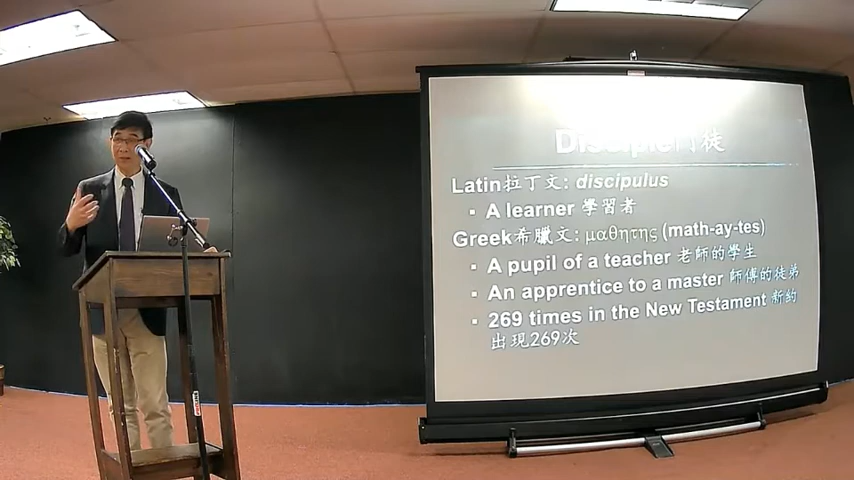 Disciple門徒
Latin拉丁文: discipulus
▪ A learner 學習者
Greek希臘文: μαθητης (math-ay-tes)
▪ A pupil of a teacher 老師的學生
▪ An apprentice to a master 師傅的徒弟
▪ 269 times in the New Testament 新約
出現269次